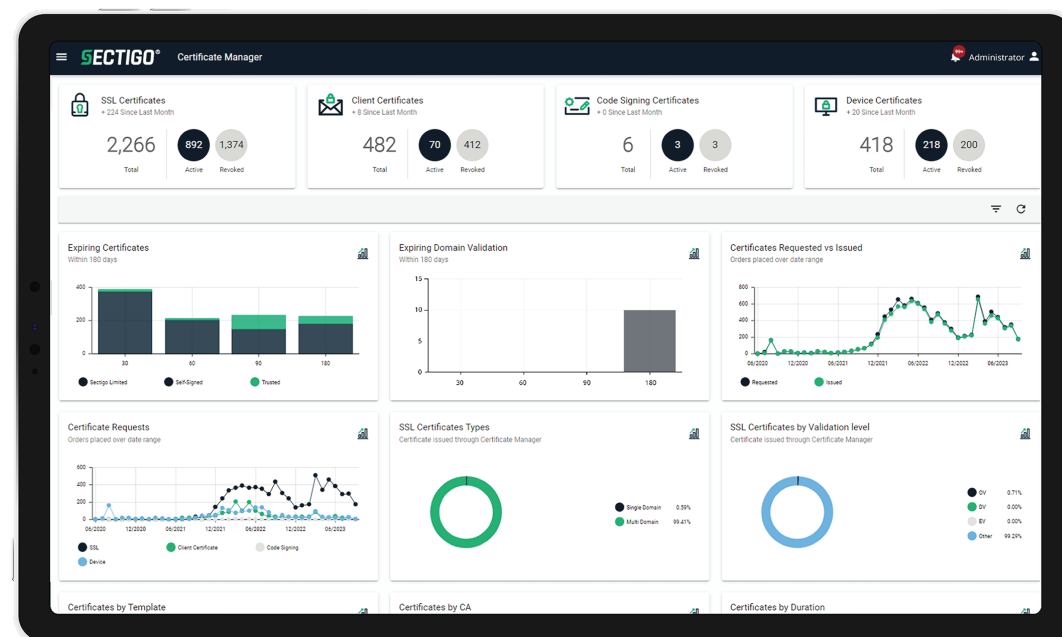 SECTIGO® Certificate Manager 99+ Administrator
SSL Certificates
+ 224 Since Last Month
2,266 892 1,374
Total Active Revoked
Client Certificates
+ 8 Since Last Month
482 70 412
Total Active Revoked
Code Signing Certificates
+ 0 Since Last Month
6 3 3
Total Active Revoked
Device Certificates
+ 20 Since Last Month
418 218 200
Total Active Revoked
Expiring Certificates
Within 180 days
400
200
0
30 60 90 180
Sectigo Limited Self-Signed Trusted
Expiring Domain Validation
Within 180 days
15
10
5
0
30 60 90 180
Certificates Requested vs Issued
Orders placed over date range
800
600
400
200
0
06/2020 12/2020 06/2021 12/2021 06/2022 12/2022 06/2023
Requested Issued
Certificate Requests
Orders placed over date range
600
400
200
0
06/2020 12/2020 06/2021 12/2021 06/2022 12/2022 06/2023
SSL Client Certificate Code Signing
Device
SSL Certificates Types
Certificate issued through Certificate Manager
Single Domain 0.59%
Multi Domain 99.41%
SSL Certificates by Validation level
Certificate issued through Certificate Manager
OV 0.71%
DV 0.00%
EV 0.00%
Other 99.29%
Certificates by Template
Certificates by CA
Certificates by Duration